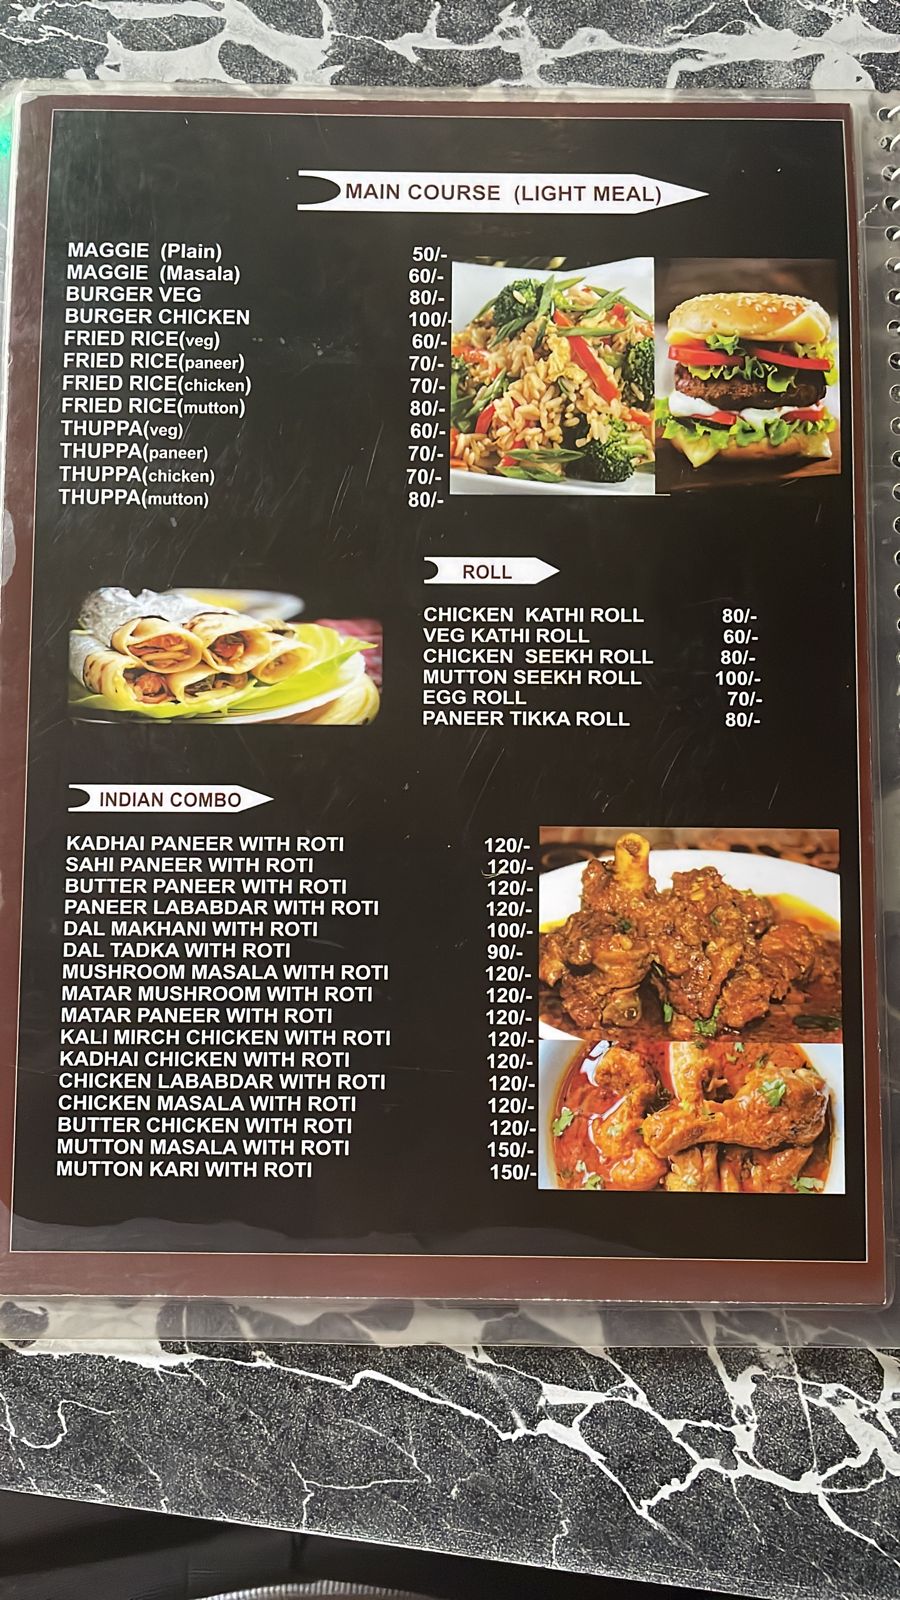 MAIN COURSE (LIGHT MEAL)
MAGGIE (Plain) 50/-
MAGGIE (Masala) 60/-
BURGER VEG 80/-
BURGER CHICKEN 100/-
FRIED RICE(veg) 60/-
FRIED RICE(paneer) 70/-
FRIED RICE(chicken) 70/-
FRIED RICE(mutton) 80/-
THUPPA(veg) 60/-
THUPPA(paneer) 70/-
THUPPA(chicken) 70/-
THUPPA(mutton) 80/-
ROLL
CHICKEN KATHI ROLL 80/-
VEG KATHI ROLL 60/-
CHICKEN SEEKH ROLL 80/-
MUTTON SEEKH ROLL 100/-
EGG ROLL 70/-
PANEER TIKKA ROLL 80/-
INDIAN COMBO
KADHAI PANEER WITH ROTI 120/-
SAHI PANEER WITH ROTI 120/-
BUTTER PANEER WITH ROTI 120/-
PANEER LABABDAR WITH ROTI 120/-
DAL MAKHANI WITH ROTI 100/-
DAL TADKA WITH ROTI 90/-
MUSHROOM MASALA WITH ROTI 120/-
MATAR MUSHROOM WITH ROTI 120/-
MATAR PANEER WITH ROTI 120/-
KALI MIRCH CHICKEN WITH ROTI 120/-
KADHAI CHICKEN WITH ROTI 120/-
CHICKEN LABABDAR WITH ROTI 120/-
CHICKEN MASALA WITH ROTI 120/-
BUTTER CHICKEN WITH ROTI 120/-
MUTTON MASALA WITH ROTI 150/-
MUTTON KARI WITH ROTI 150/-